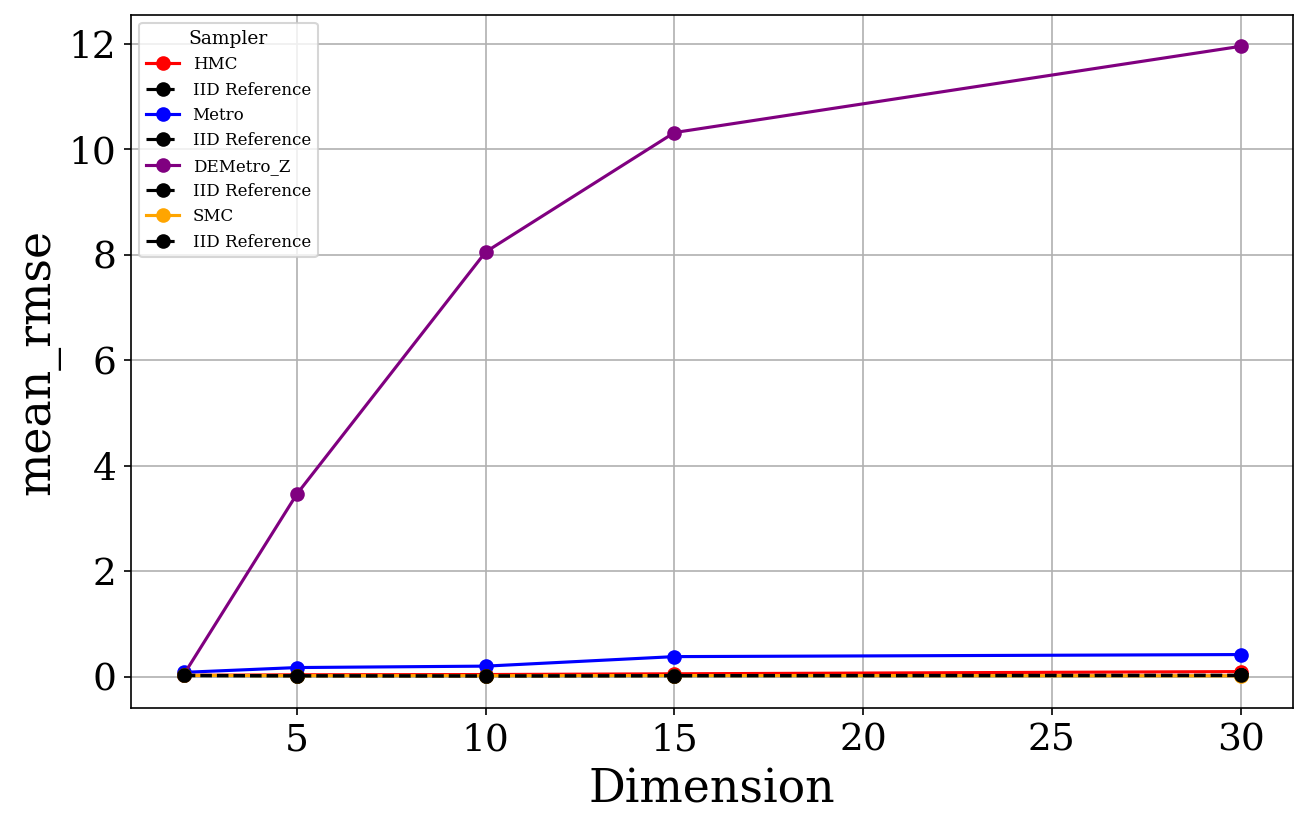 12
10
8
6
4
2
0
mean_rmse
Sampler
HMC
IID Reference
Metro
IID Reference
DEMetro_Z
IID Reference
SMC
IID Reference
5 10 15 20 25 30
Dimension